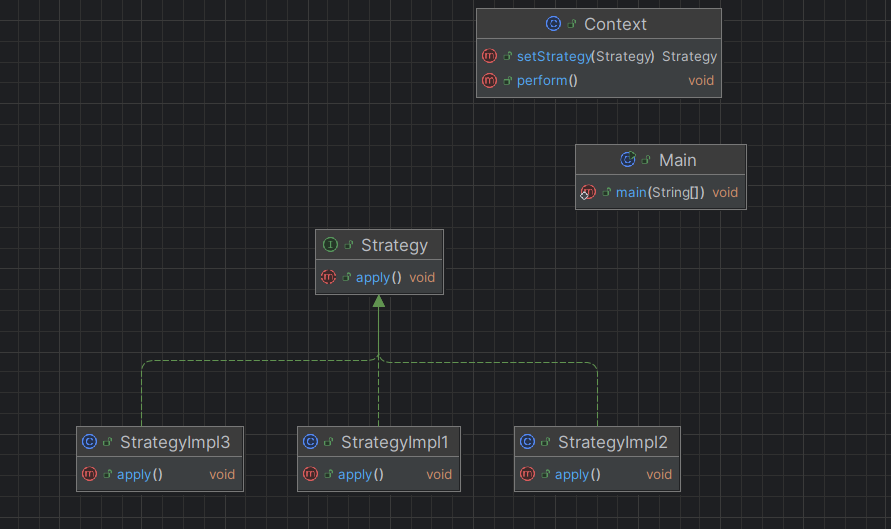 Context
setStrategy(Strategy) Strategy
perform() void
Main
main(String[]) void
Strategy
apply() void
StrategyImpl3
apply() void
StrategyImpl1
apply() void
StrategyImpl2
apply() void